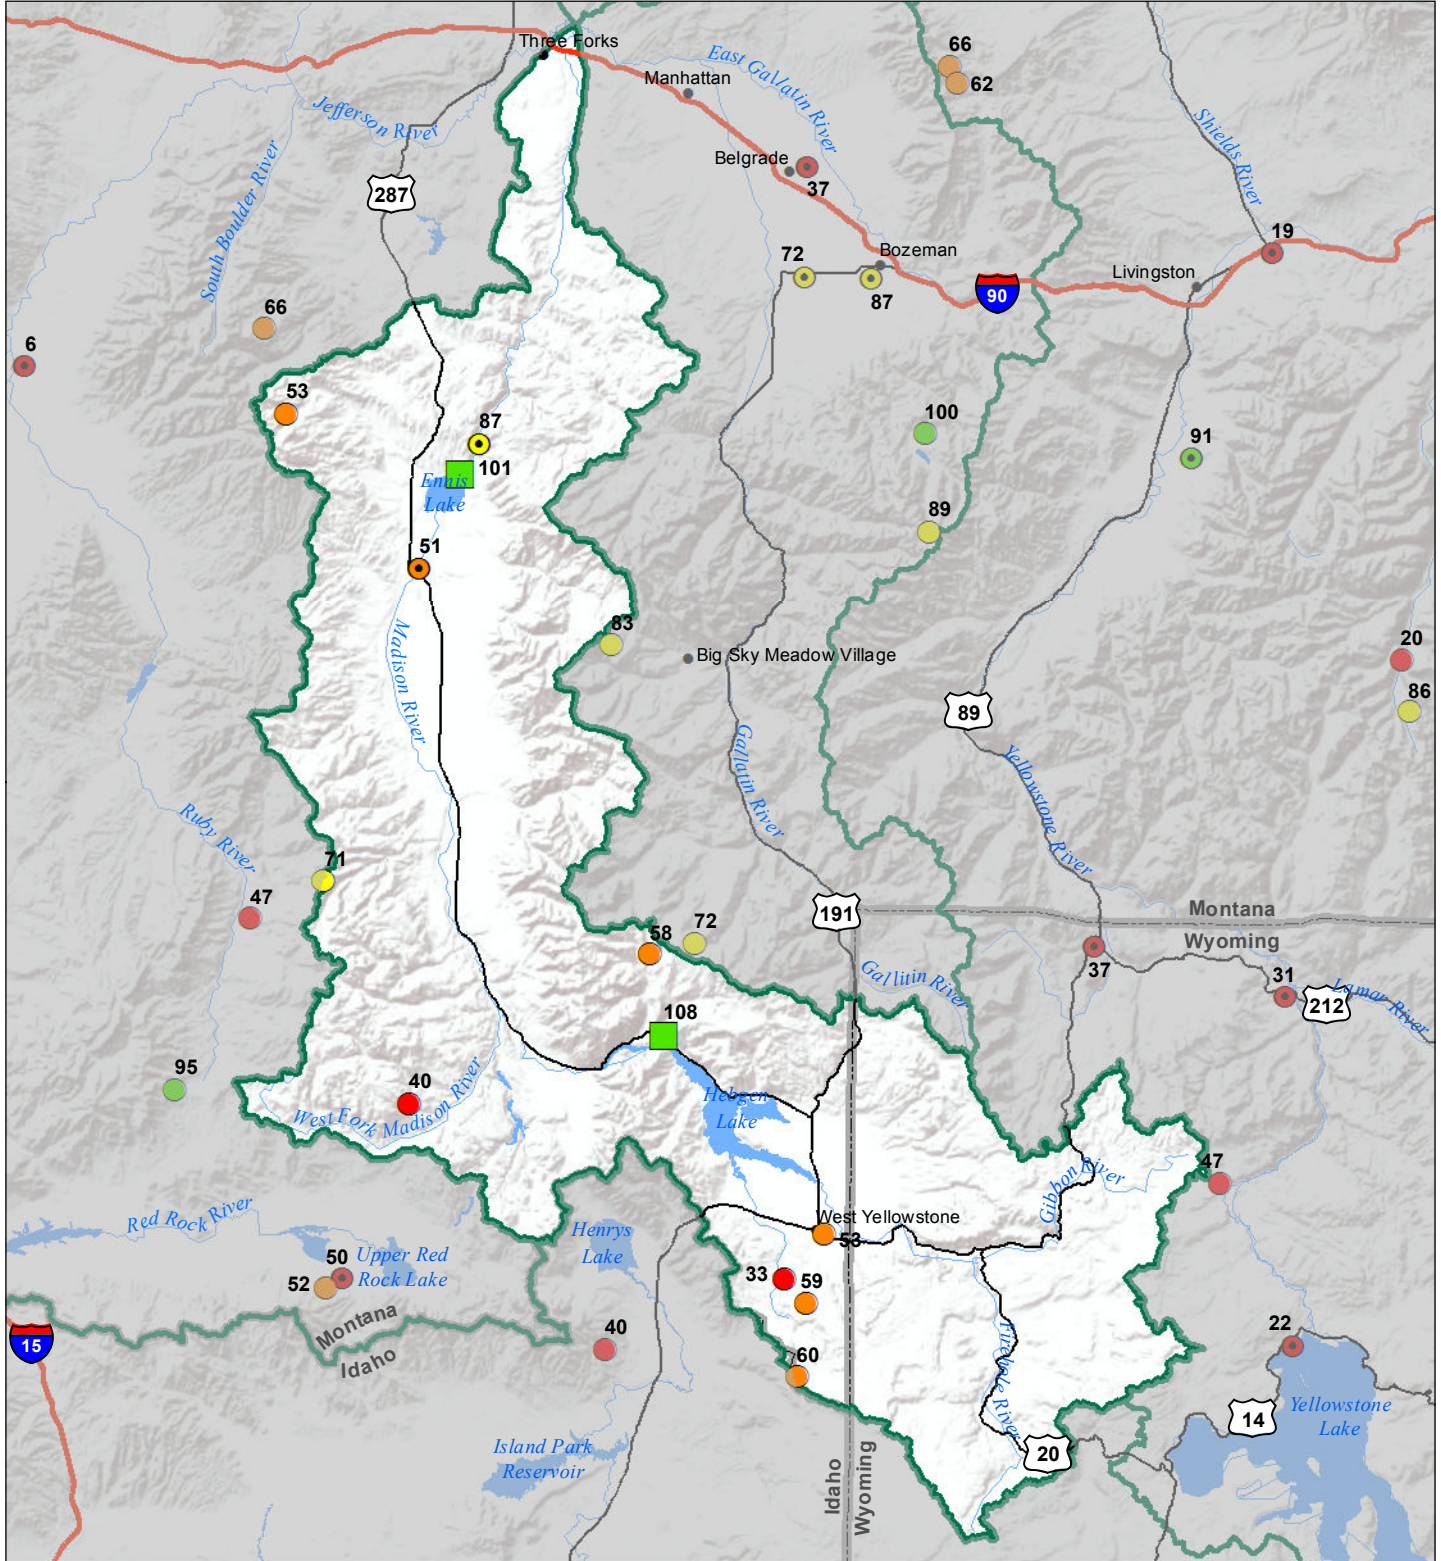 Three Forks
66
62
Manhattan
East Gallatin River
Jefferson River
Shields River
Belgrade
37
287
South Boulder River
19
72
Bozeman
87
Livingston
90
66
6
53
87
101
Ennis
Lake
100
91
89
51
83
Big Sky Meadow Village
20
86
Madison River
89
Gallatin River
Yellowstone River
Ruby River
71
47
191
Montana
Wyoming
58
72
37
Gallitin River
31
212
Lamar River
108
95
40
West Fork Madison River
Hebgen
Lake
Gibbon River
47
Red Rock River
Henrys
Lake
West Yellowstone
53
50
52
Upper Red
Rock Lake
33
59
Montana
Idaho
15
40
60
22
Firehole River
Yellowstone
Lake
14
20
Island Park
Reservoir
Idaho
Wyoming